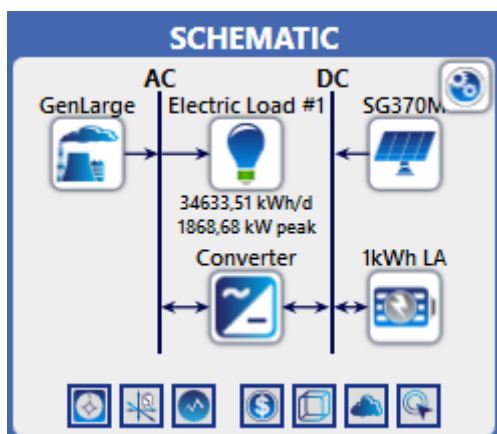 SCHEMATIC
AC DC
GenLarge Electric Load #1 SG370M
34633,51 kWh/d
1868,68 kW peak
Converter 1kWh LA